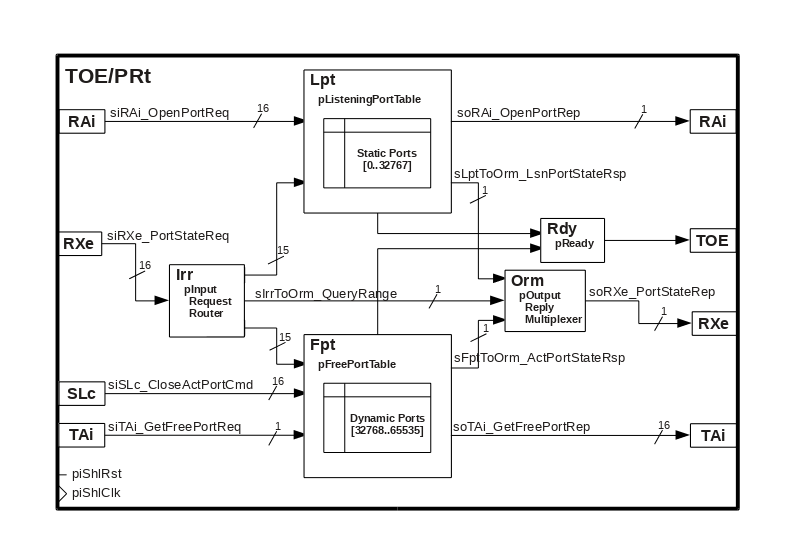 TOE/PRt
Lpt
pListeningPortTable
Static Ports
[0..32767]
RAi
siRAi_OpenPortReq
16
soRAi_OpenPortRep
1
RAi
sLptToOrm_LsnPortStateRsp
1
RXe
siRXe_PortStateReq
16
15
Rdy
pReady
TOE
Irr
pInput
Request
Router
sIrrToOrm_QueryRange
1
Orm
pOutput
Reply
Multiplexer
soRXe_PortStateRep
1
RXe
15
1
sFptToOrm_ActPortStateRsp
Fpt
pFreePortTable
Dynamic Ports
[32768..65535]
SLc
siSLc_CloseActPortCmd
16
TAi
siTAi_GetFreePortReq
1
soTAi_GetFreePortRep
16
TAi
piShlRst
piShlClk